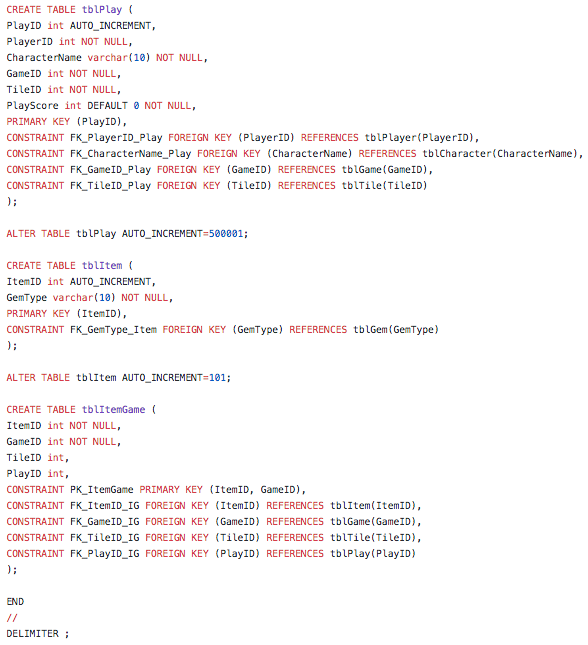 CREATE TABLE tblPlay (
PlayID int AUTO_INCREMENT,
PlayerID int NOT NULL,
CharacterName varchar(10) NOT NULL,
GameID int NOT NULL,
TileID int NOT NULL,
PlayScore int DEFAULT 0 NOT NULL,
PRIMARY KEY (PlayID),
CONSTRAINT FK_PlayerID_Play FOREIGN KEY (PlayerID) REFERENCES tblPlayer(PlayerID),
CONSTRAINT FK_CharacterName_Play FOREIGN KEY (CharacterName) REFERENCES tblCharacter(CharacterName),
CONSTRAINT FK_GameID_Play FOREIGN KEY (GameID) REFERENCES tblGame(GameID),
CONSTRAINT FK_TileID_Play FOREIGN KEY (TileID) REFERENCES tblTile(TileID)
);
ALTER TABLE tblPlay AUTO_INCREMENT=500001;
CREATE TABLE tblItem (
ItemID int AUTO_INCREMENT,
GemType varchar(10) NOT NULL,
PRIMARY KEY (ItemID),
CONSTRAINT FK_GemType_Item FOREIGN KEY (GemType) REFERENCES tblGem(GemType)
);
ALTER TABLE tblItem AUTO_INCREMENT=101;
CREATE TABLE tblItemGame (
ItemID int NOT NULL,
GameID int NOT NULL,
TileID int,
PlayID int,
CONSTRAINT PK_ItemGame PRIMARY KEY (ItemID, GameID),
CONSTRAINT FK_ItemID_IG FOREIGN KEY (ItemID) REFERENCES tblItem(ItemID),
CONSTRAINT FK_GameID_IG FOREIGN KEY (GameID) REFERENCES tblGame(GameID),
CONSTRAINT FK_TileID_IG FOREIGN KEY (TileID) REFERENCES tblTile(TileID),
CONSTRAINT FK_PlayID_IG FOREIGN KEY (PlayID) REFERENCES tblPlay(PlayID)
);
END
//
DELIMITER ;